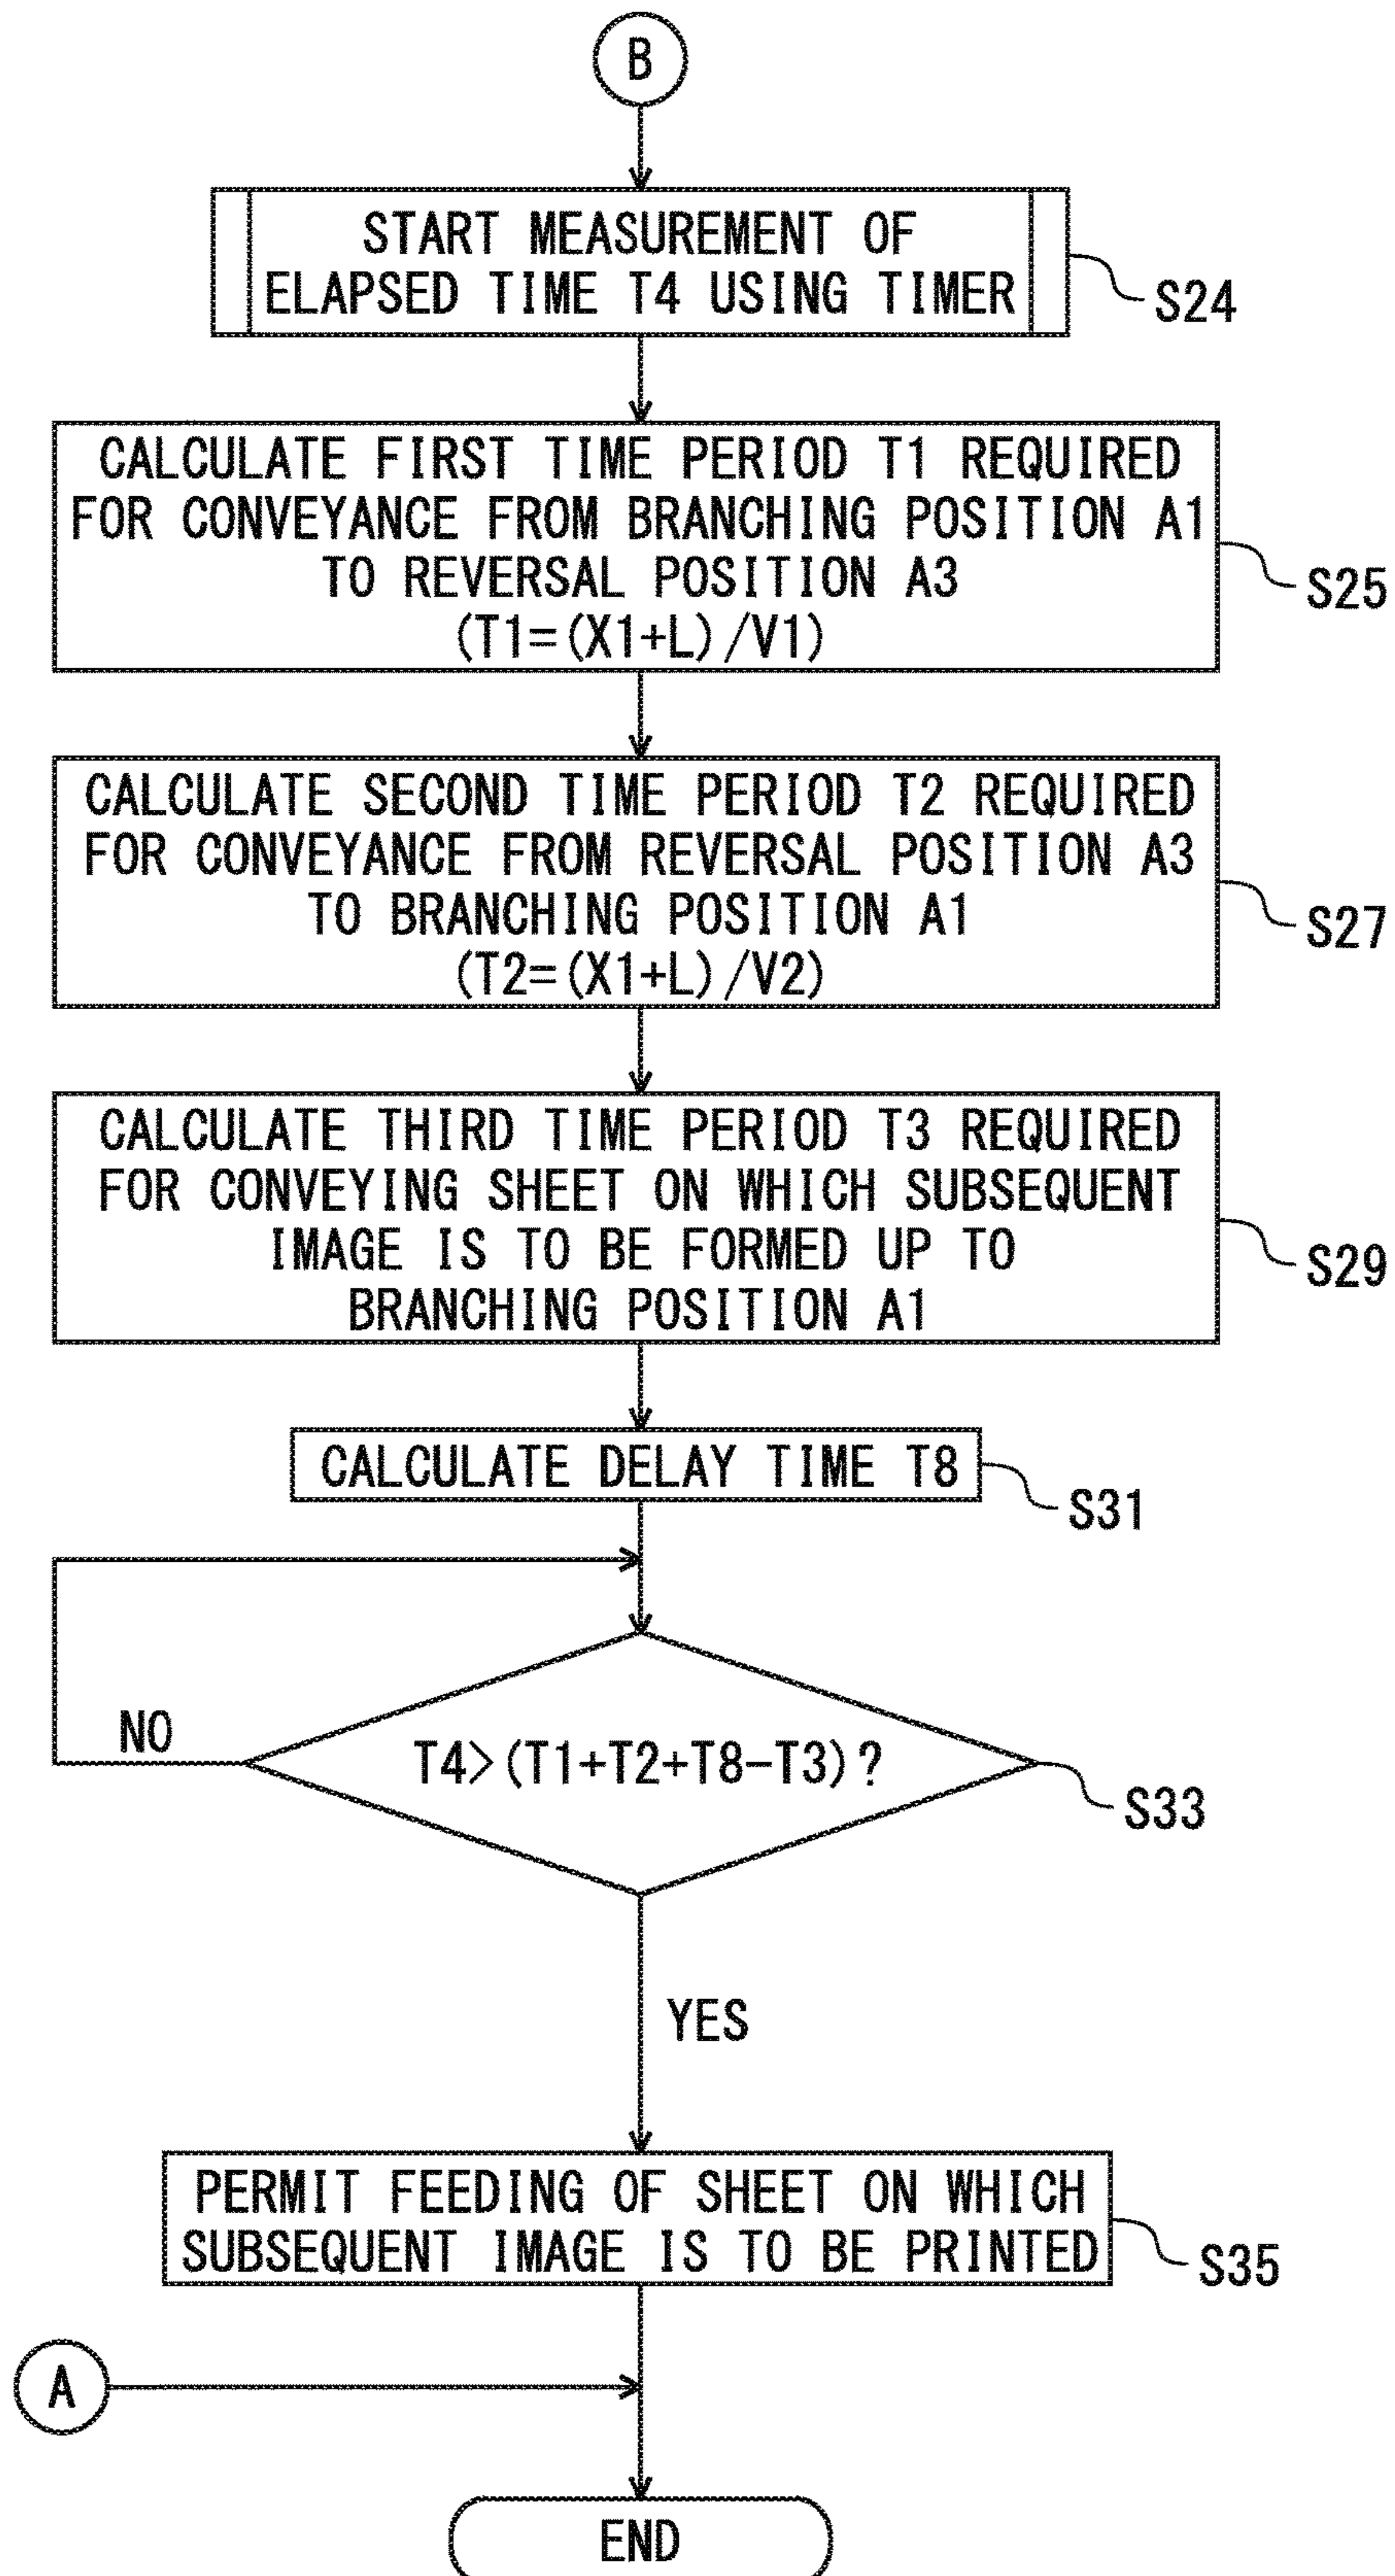 B
START MEASUREMENT OF
ELAPSED TIME T4 USING TIMER
S24
CALCULATE FIRST TIME PERIOD T1 REQUIRED
FOR CONVEYANCE FROM BRANCHING POSITION A1
TO REVERSAL POSITION A3
(T1=(X1+L)/V1)
S25
CALCULATE SECOND TIME PERIOD T2 REQUIRED
FOR CONVEYANCE FROM REVERSAL POSITION A3
TO BRANCHING POSITION A1
(T2=(X1+L)/V2)
S27
CALCULATE THIRD TIME PERIOD T3 REQUIRED
FOR CONVEYING SHEET ON WHICH SUBSEQUENT
IMAGE IS TO BE FORMED UP TO
BRANCHING POSITION A1
S29
CALCULATE DELAY TIME T8
S31
NO
T4>(T1+T2+T8-T3)?
S33
YES
PERMIT FEEDING OF SHEET ON WHICH
SUBSEQUENT IMAGE IS TO BE PRINTED
S35
A
END